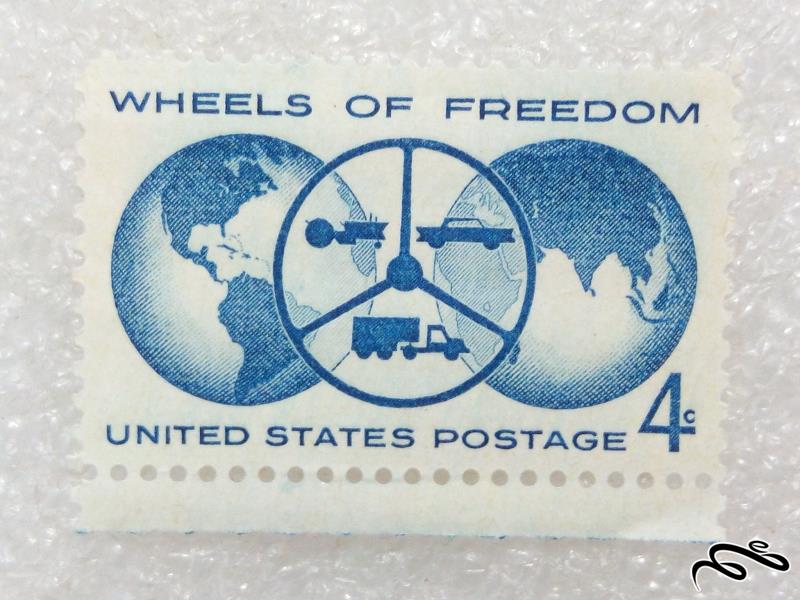 WHEELS OF FREEDOM
UNITED STATES POSTAGE 4c